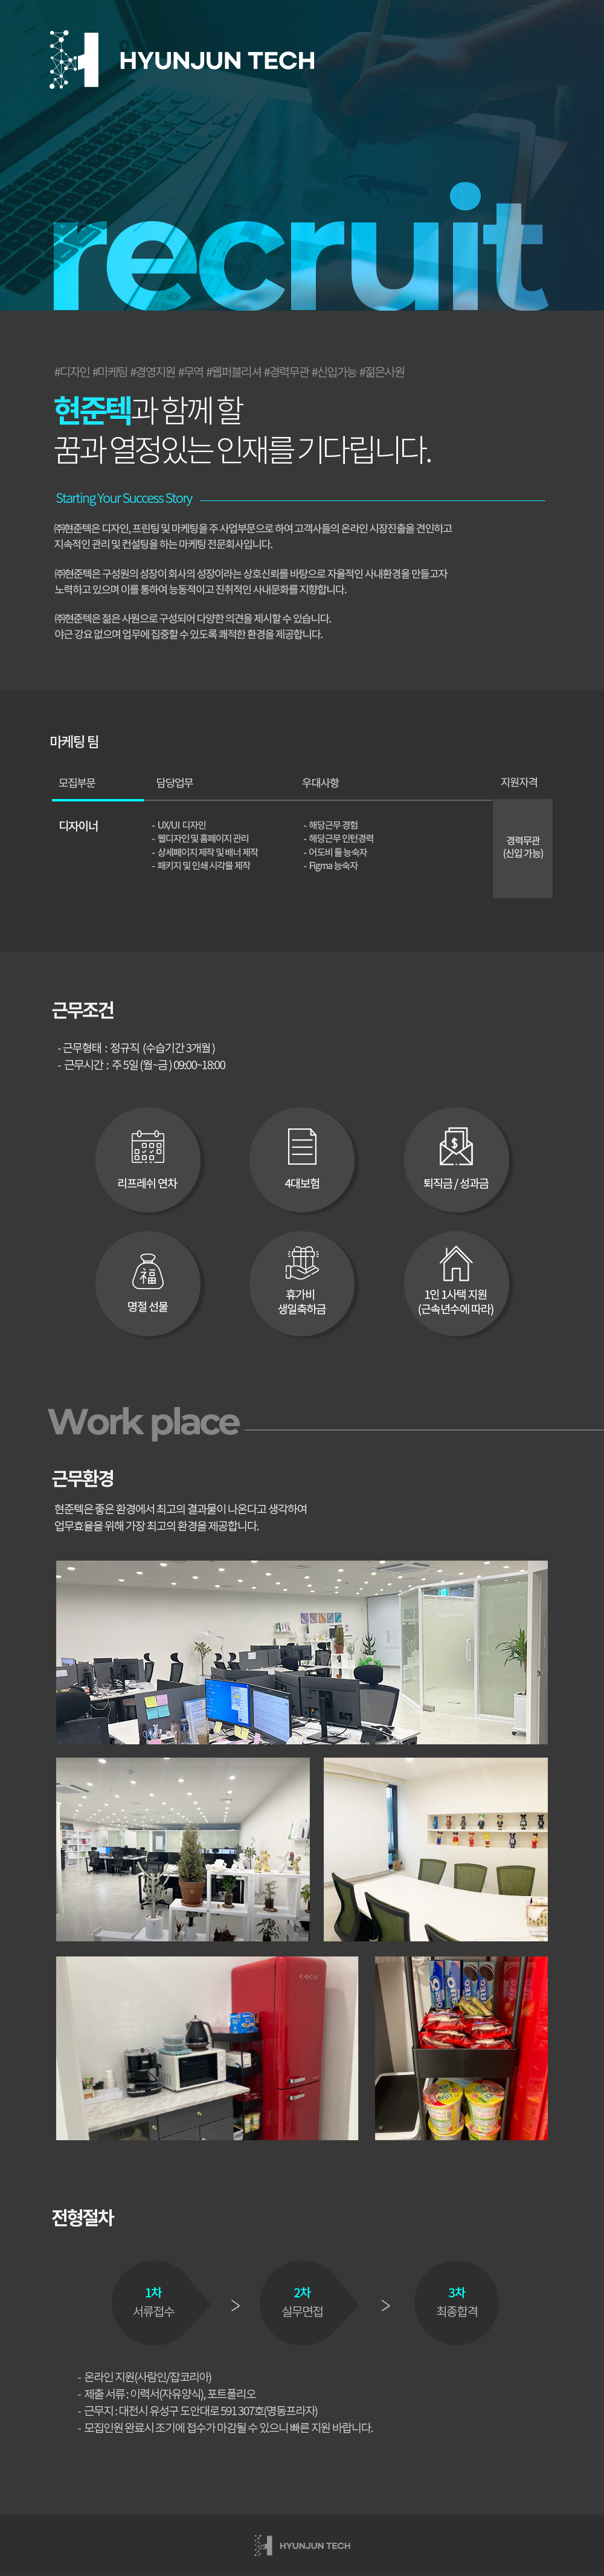 HYUNJUN TECH
recruit
#디자인 #마케팅 #경영지원 #무역 #웹퍼블리셔 #경력무관 #신입가능 #젊은사원
현준텍과 함께 할
꿈과 열정있는 인재를 기다립니다.
Starting Your Success Story
㈜현준텍은 디자인, 프린팅 및 마케팅을 주 사업부문으로 하여 고객사들의 온라인 시장진출을 견인하고
지속적인 관리 및 컨설팅을 하는 마케팅 전문회사입니다.
㈜현준텍은 구성원의 성장이 회사의 성장이라는 상호신뢰를 바탕으로 자율적인 사내환경을 만들고자
노력하고 있으며 이를 통하여 능동적이고 진취적인 사내문화를 지향합니다.
㈜현준텍은 젊은 사원으로 구성되어 다양한 의견을 제시할 수 있습니다.
야근 강요 없으며 업무에 집중할 수 있도록 쾌적한 환경을 제공합니다.
마케팅 팀
모집부문 담당업무 우대사항 지원자격
디자이너
- UX/UI 디자인
- 웹디자인 및 홈페이지 관리
- 상세페이지 제작 및 배너 제작
- 패키지 및 인쇄 시각물 제작
- 해당근무 경험
- 해당근무 인턴경력
- 어도비 툴 능숙자
- Figma 능숙자
경력무관
(신입 가능)
근무조건
- 근무형태 : 정규직 (수습기간 3개월)
- 근무시간 : 주 5일 (월~금) 09:00~18:00
리프레쉬 연차
4대보험
$
퇴직금 / 성과금
福
명절 선물
휴가비
생일축하금
1인 1사택 지원
(근속년수에 따라)
Work place
근무환경
현준텍은 좋은 환경에서 최고의 결과물이 나온다고 생각하여
업무효율을 위해 가장 최고의 환경을 제공합니다.
전형절차
1차
서류접수
>
2차
실무면접
>
3차
최종합격
- 온라인 지원(사람인/잡코리아)
- 제출 서류 : 이력서(자유양식), 포트폴리오
- 근무지 : 대전시 유성구 도안대로 591 307호(명동프라자)
- 모집인원 완료시 조기에 접수가 마감될 수 있으니 빠른 지원 바랍니다.
HYUNJUN TECH